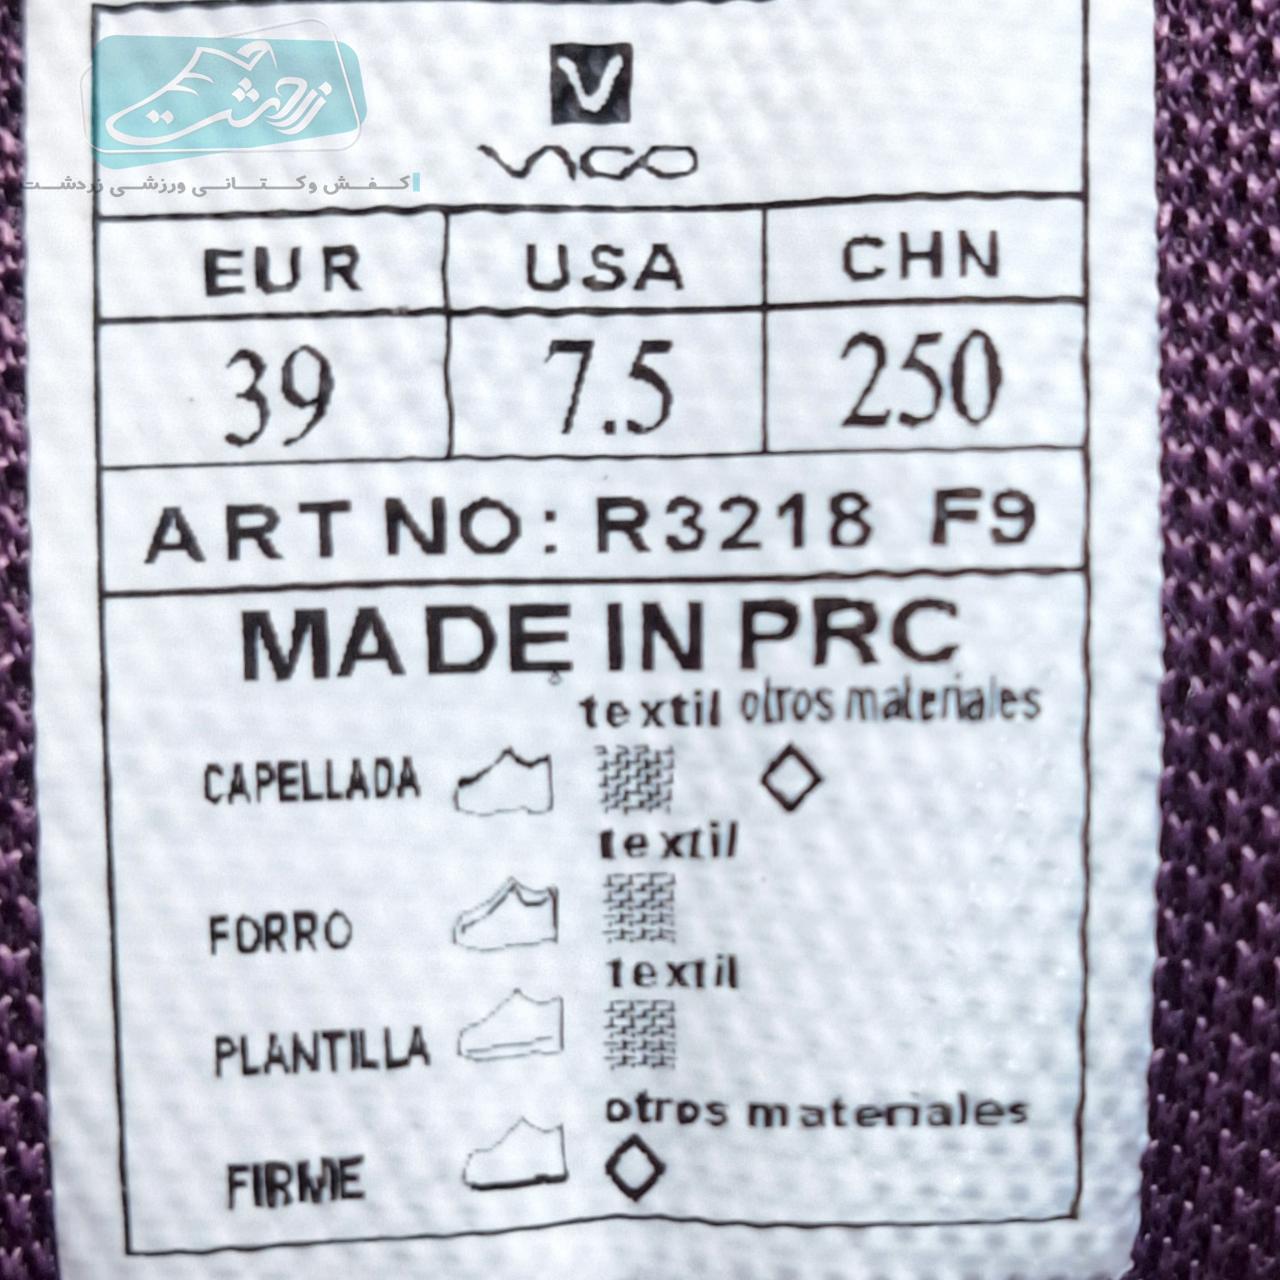 زردشت
کفش و کتانی ورزشی زردشت
V
VICO
EUR USA CHN
39 7.5 250
ART NO: R3218 F9
MADE IN PRC
textil otros materiales
CAPELLADA
textil
FORRO
textil
PLANTILLA
otros materiales
FIRME